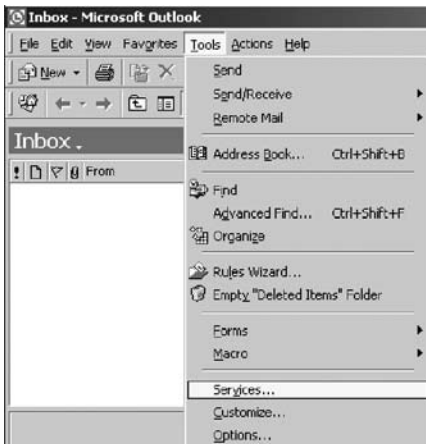 Inbox - Microsoft Outlook
File Edit View Favorites Tools Actions Help
New
Send
Send/Receive
Remote Mail
Inbox
! From
Address Book... Ctrl+Shift+B
Find
Advanced Find... Ctrl+Shift+F
Organize
Rules Wizard...
Empty "Deleted Items" Folder
Forms
Macro
Services...
Customize...
Options...